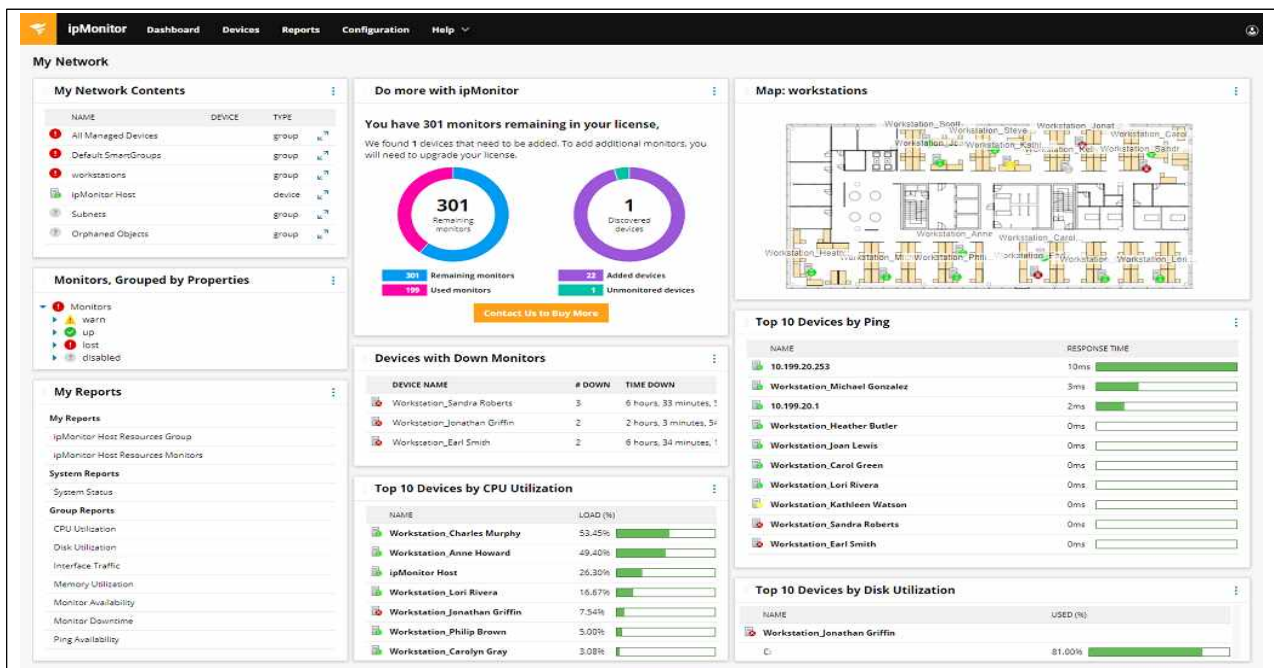 ipMonitor Dashboard Devices Reports Configuration Help
My Network
My Network Contents
NAME DEVICE TYPE
All Managed Devices group
Default SmartGroups group
workstations group
ipMonitor Host device
Subnets group
Orphaned Objects group
Monitors, Grouped by Properties
Monitors
warn
up
lost
disabled
My Reports
My Reports
ipMonitor Host Resources Group
ipMonitor Host Resources Monitors
System Reports
System Status
Group Reports
CPU Utilization
Disk Utilization
Interface Traffic
Memory Utilization
Monitor Availability
Monitor Downtime
Ping Availability
Do more with ipMonitor
You have 301 monitors remaining in your license,
We found 1 devices that need to be added. To add additional monitors, you
will need to upgrade your license.
301
Remaining
monitors
1
Discovered
devices
301 Remaining monitors
199 Used monitors
22 Added devices
1 Unmonitored devices
Contact Us to Buy More
Devices with Down Monitors
DEVICE NAME # DOWN TIME DOWN
Workstation_Sandra Roberts 3 6 hours, 33 minutes,
Workstation_Jonathan Griffin 2 2 hours, 3 minutes, 54
Workstation_Earl Smith 2 6 hours, 34 minutes, 1
Top 10 Devices by CPU Utilization
NAME LOAD (%)
Workstation_Charles Murphy 53.45%
Workstation_Anne Howard 49.40%
ipMonitor Host 26.30%
Workstation_Lori Rivera 16.67%
Workstation_Jonathan Griffin 7.54%
Workstation_Philip Brown 5.00%
Workstation_Carolyn Gray 3.08%
Map: workstations
Workstation_Scott
Workstation_Steve
Workstation_Jonat
Workstation_Carol
Workstation_Kathl
Workstation_Sandr
Workstation_Anne
Workstation_Carol
Workstation_Heath
Top 10 Devices by Ping
NAME RESPONSE TIME
10.199.20.253 10ms
Workstation_Michael Gonzalez 3ms
10.199.20.1 2ms
Workstation_Heather Butler 0ms
Workstation_Joan Lewis 0ms
Workstation_Carol Green 0ms
Workstation_Lori Rivera 0ms
Workstation_Kathleen Watson 0ms
Workstation_Sandra Roberts 0ms
Workstation_Earl Smith 0ms
Top 10 Devices by Disk Utilization
NAME USED (%)
Workstation_Jonathan Griffin
C: 81.00%